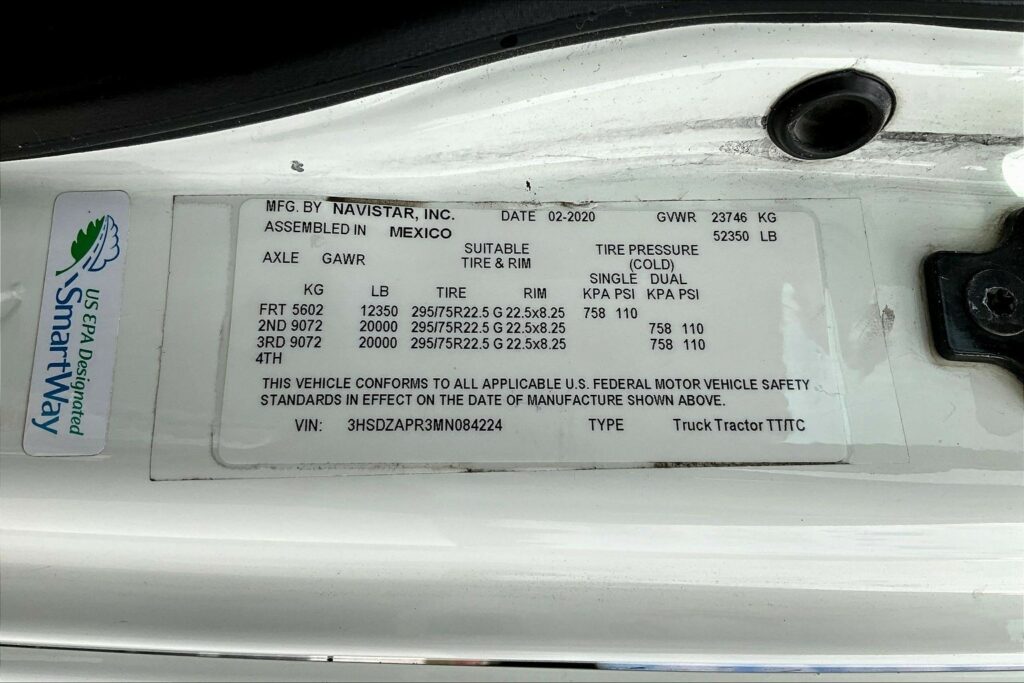 MFG. BY NAVISTAR, INC. DATE 02-2020 GVWR 23746 KG
ASSEMBLED IN MEXICO 52350 LB
AXLE GAWR SUITABLE TIRE PRESSURE
TIRE & RIM (COLD)
SINGLE DUAL
KG LB TIRE RIM KPA PSI KPA PSI
FRT 5602 12350 295/75R22.5 G 22.5x8.25 758 110
2ND 9072 20000 295/75R22.5 G 22.5x8.25 758 110
3RD 9072 20000 295/75R22.5 G 22.5x8.25 758 110
4TH
THIS VEHICLE CONFORMS TO ALL APPLICABLE U.S. FEDERAL MOTOR VEHICLE SAFETY
STANDARDS IN EFFECT ON THE DATE OF MANUFACTURE SHOWN ABOVE.
VIN: 3HSDZAPR3MN084224 TYPE Truck Tractor TT/TC
US EPA Designated
SmartWay